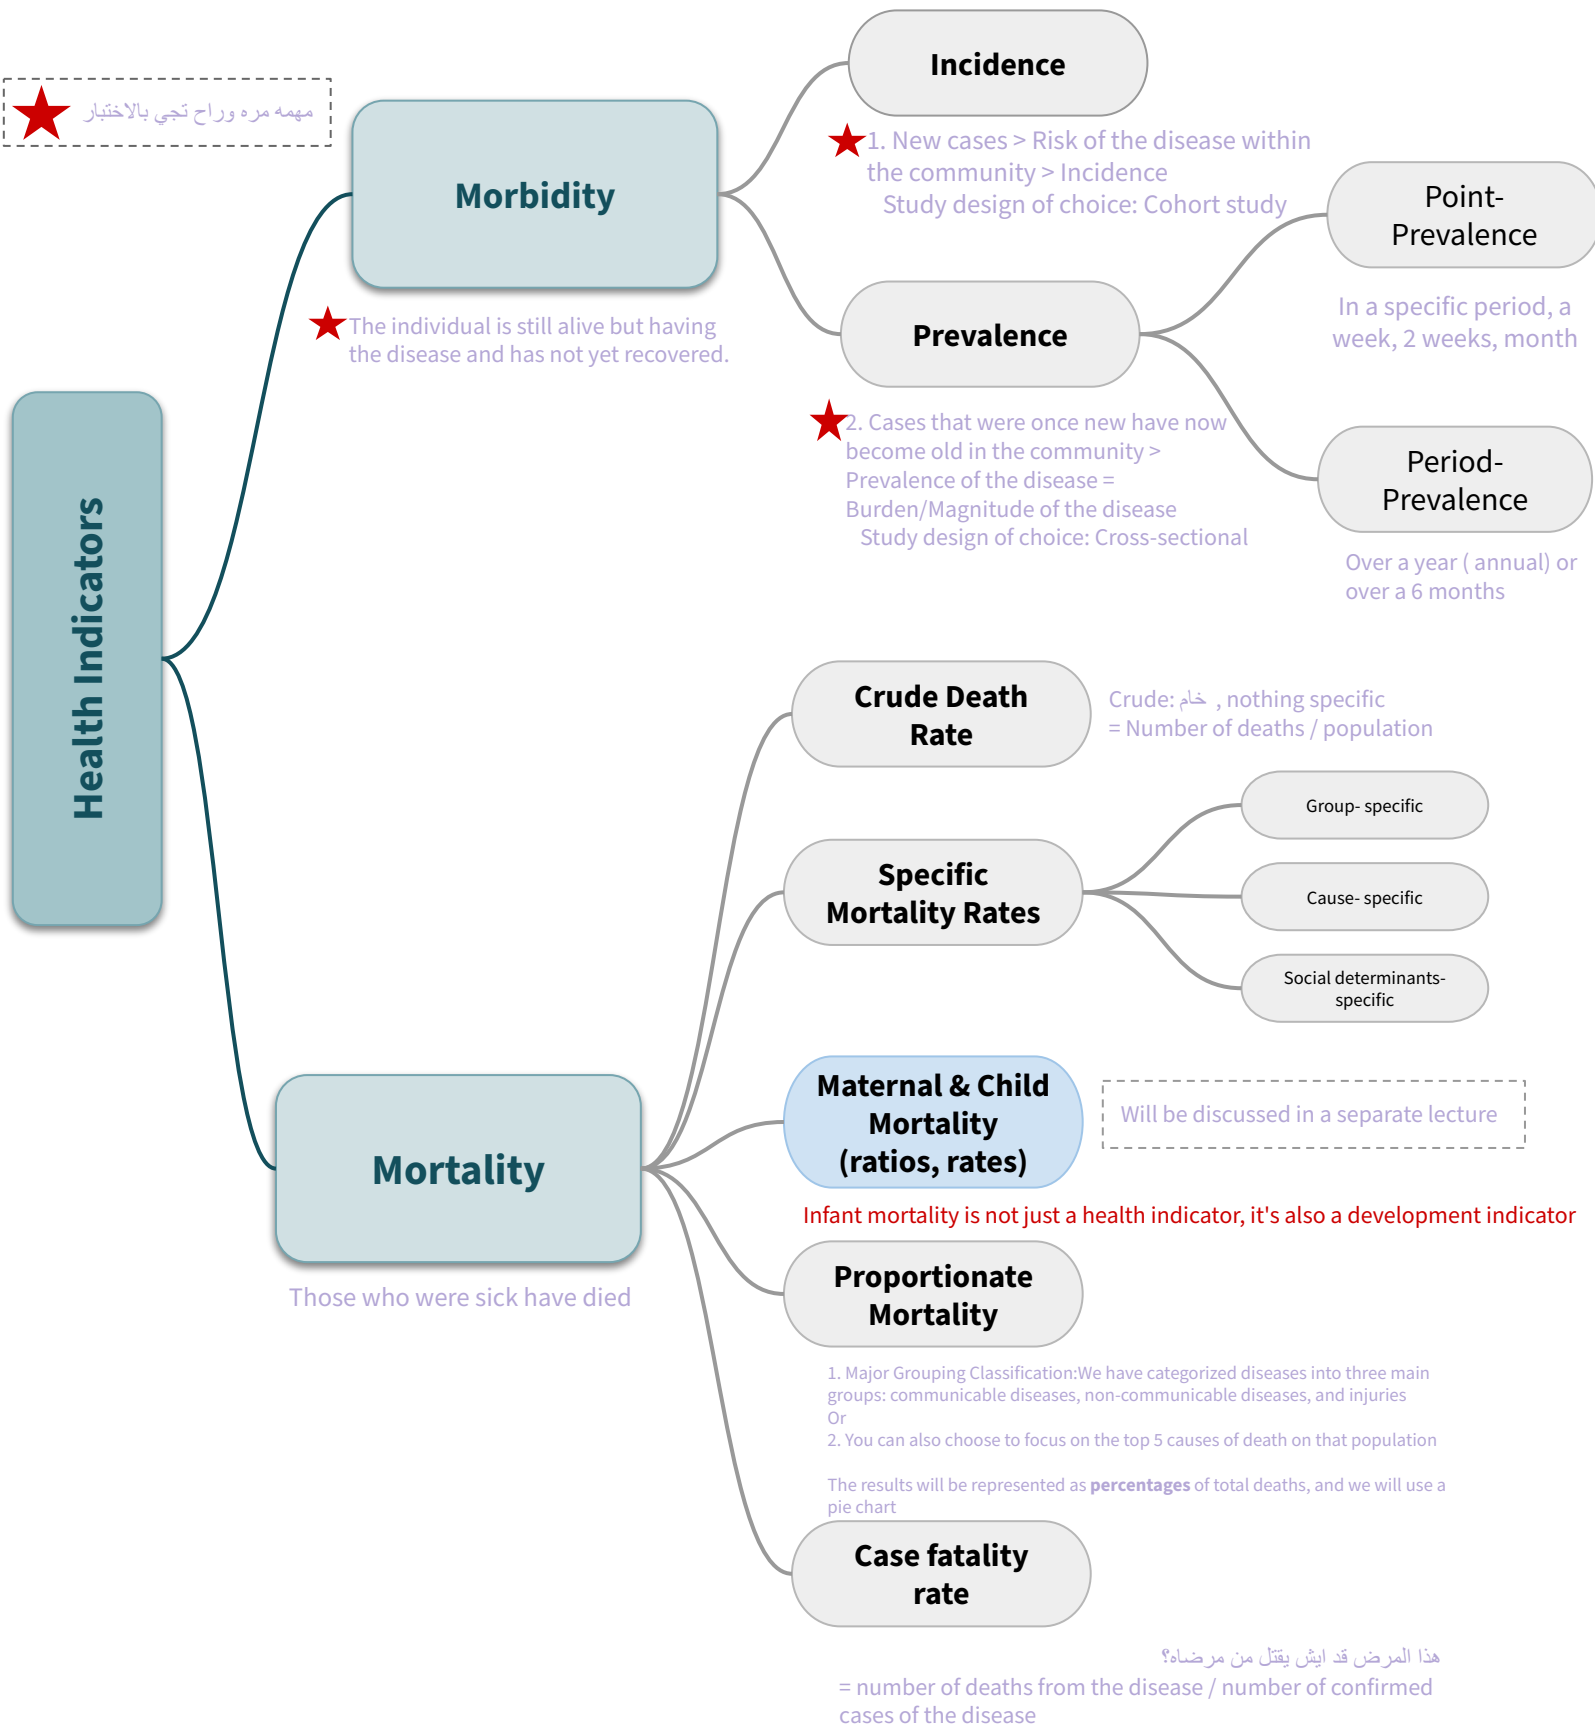 مهمه مره وراح تجي بالاختبار
Health Indicators
Morbidity
The individual is still alive but having
the disease and has not yet recovered.
Incidence
1. New cases > Risk of the disease within
the community > Incidence
Study design of choice: Cohort study
Prevalence
2. Cases that were once new have now
become old in the community >
Prevalence of the disease =
Burden/Magnitude of the disease
Study design of choice: Cross-sectional
Point-
Prevalence
In a specific period, a
week, 2 weeks, month
Period-
Prevalence
Over a year ( annual) or
over a 6 months
Mortality
Those who were sick have died
Crude Death
Rate
Crude: خام , nothing specific
= Number of deaths / population
Specific
Mortality Rates
Group- specific
Cause- specific
Social determinants-
specific
Maternal & Child
Mortality
(ratios, rates)
Will be discussed in a separate lecture
Infant mortality is not just a health indicator, it's also a development indicator
Proportionate
Mortality
1. Major Grouping Classification:We have categorized diseases into three main
groups: communicable diseases, non-communicable diseases, and injuries
Or
2. You can also choose to focus on the top 5 causes of death on that population
The results will be represented as percentages of total deaths, and we will use a
pie chart
Case fatality
rate
هذا المرض قد ايش يقتل من مرضاه؟
= number of deaths from the disease / number of confirmed
cases of the disease